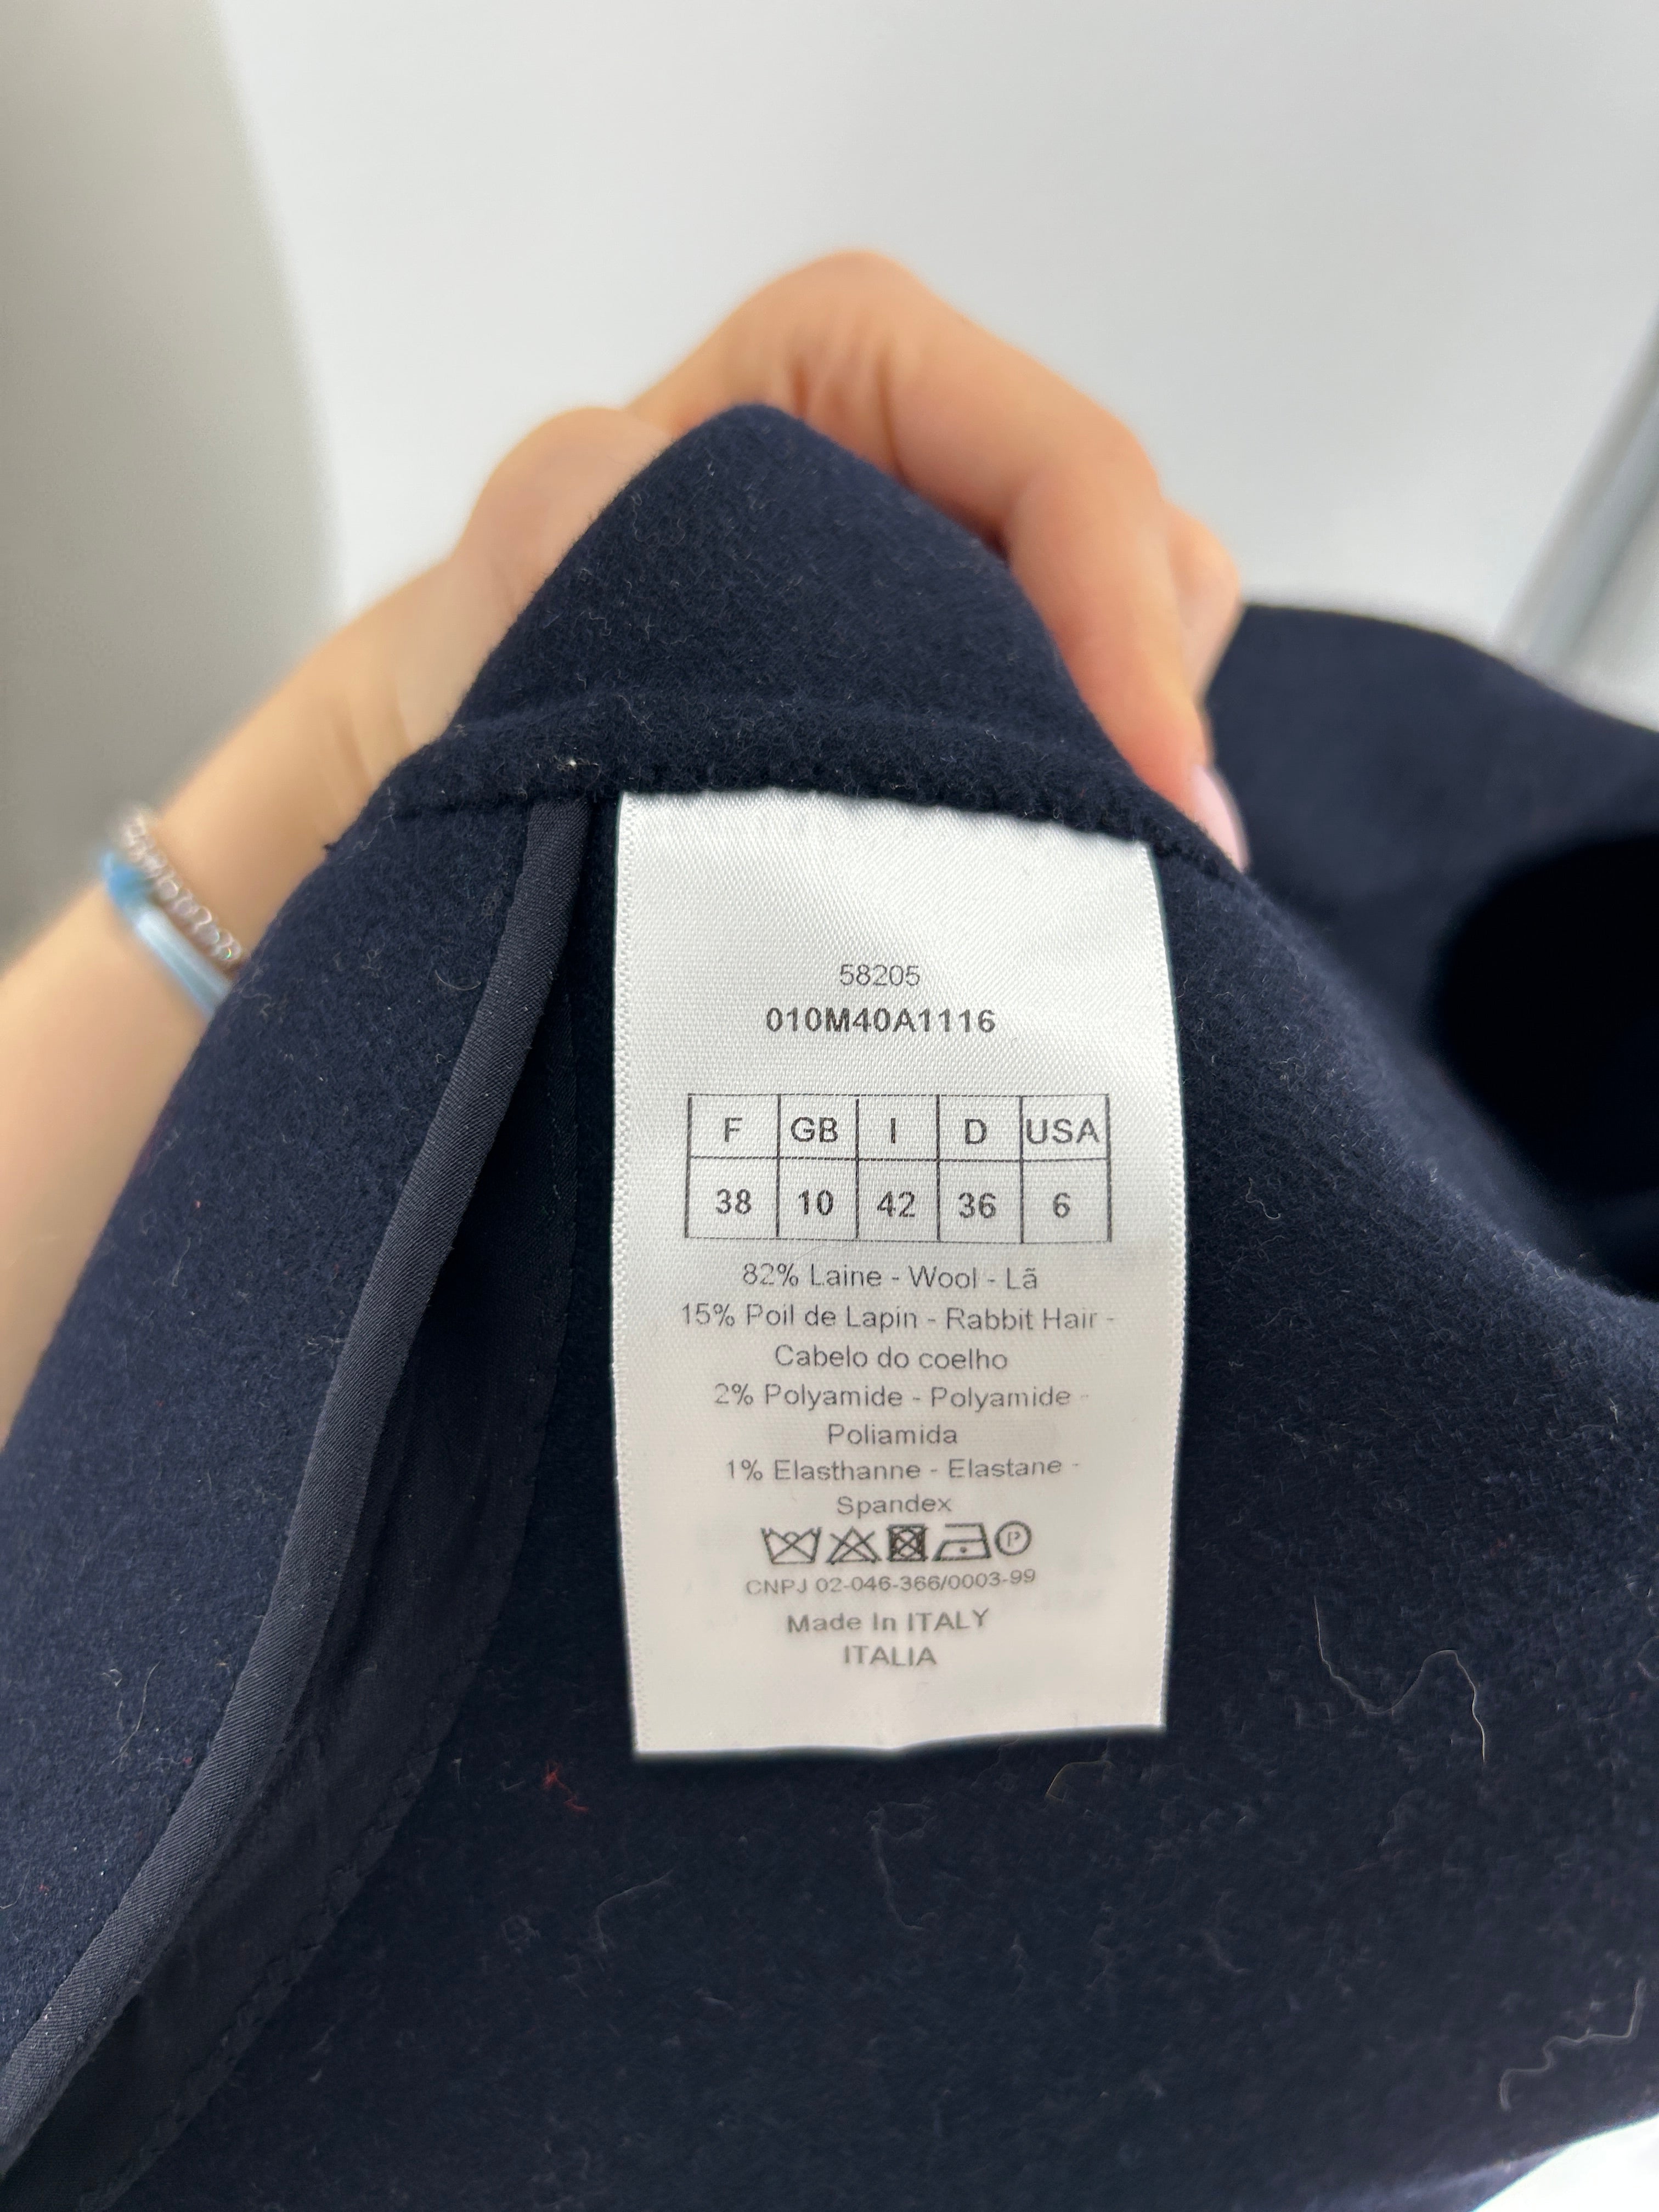 58205
010M40A1116
F GB I D USA
38 10 42 36 6
82% Laine - Wool - Lã
15% Poil de Lapin - Rabbit Hair -
Cabelo do coelho
2% Polyamide - Polyamide -
Poliamida
1% Elasthanne - Elastane -
Spandex
P
CNPJ 02-046-366/0003-99
Made In ITALY
ITALIA